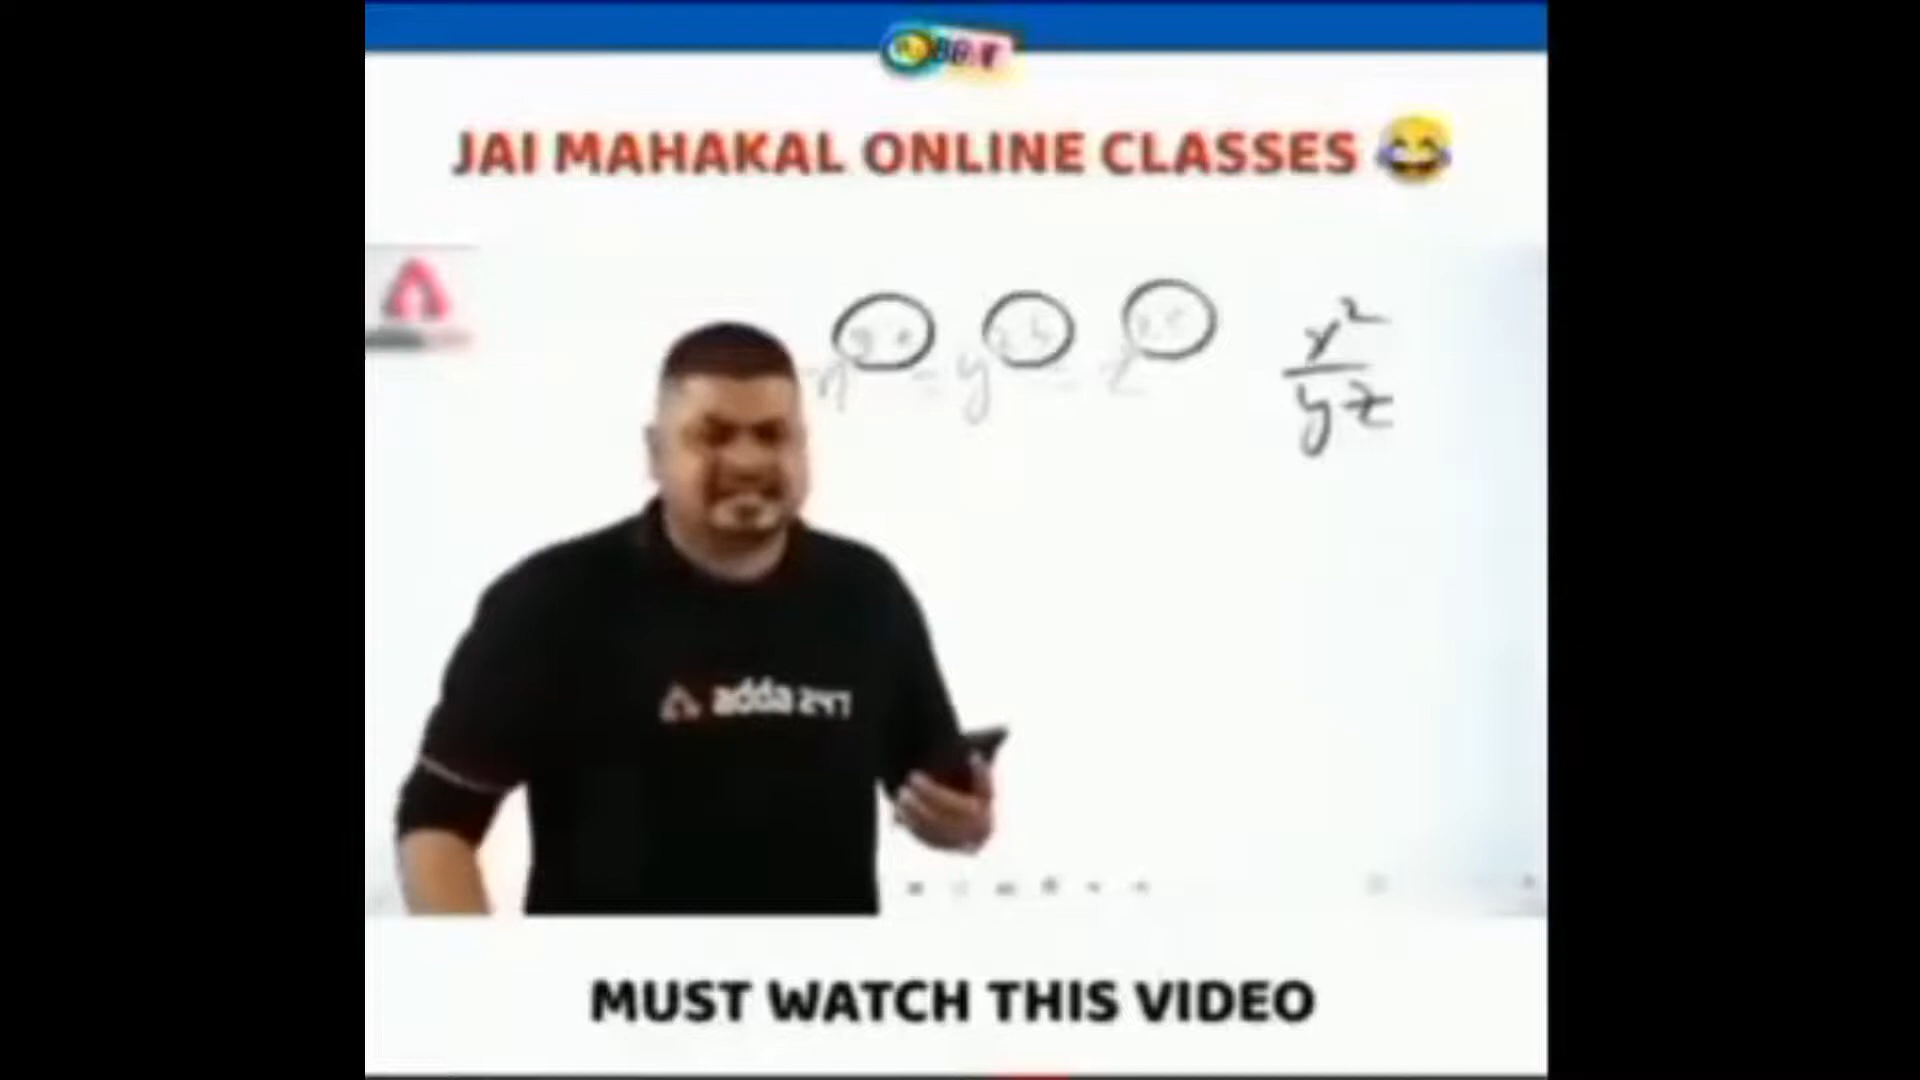 JAI MAHAKAL ONLINE CLASSES 😂
x²
yz
adda 247
MUST WATCH THIS VIDEO